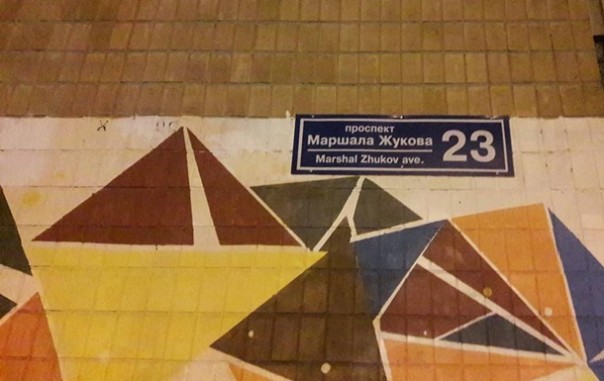 проспект
Маршала Жукова
Marshal Zhukov ave.
23